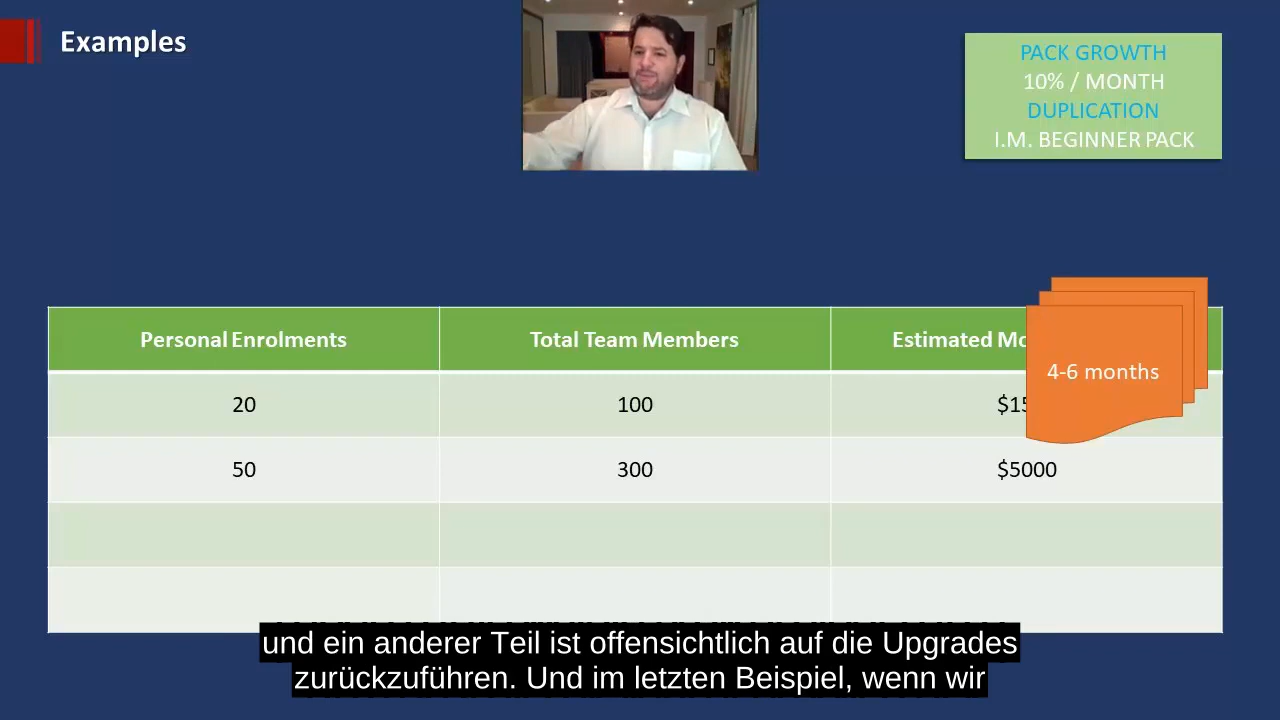 Examples
PACK GROWTH
10% / MONTH
DUPLICATION
I.M. BEGINNER PACK
Personal Enrolments
Total Team Members
Estimated
4-6 months
20
100
50
300
$5000
und ein anderer Teil ist offensichtlich auf die Upgrades
zurückzuführen. Und im letzten Beispiel, wenn wir